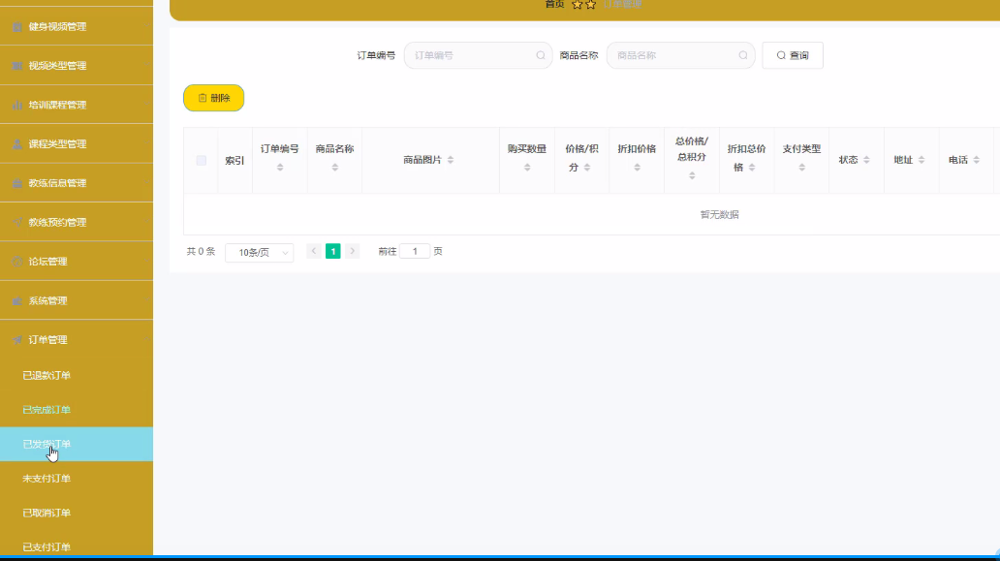 首页 订单管理
健身视频管理
视频类型管理
培训课程管理
课程类型管理
教练信息管理
教练预约管理
论坛管理
系统管理
订单管理
已退款订单
已完成订单
已发货订单
未支付订单
已取消订单
已支付订单
订单编号 订单编号 商品名称 商品名称 查询
删除
索引 订单编号 商品名称 商品图片 购买数量 价格/积分 折扣价格 总价格/总积分 折扣总价格 支付类型 状态 地址 电话
暂无数据
共 0 条 10条/页 1 前往 1 页